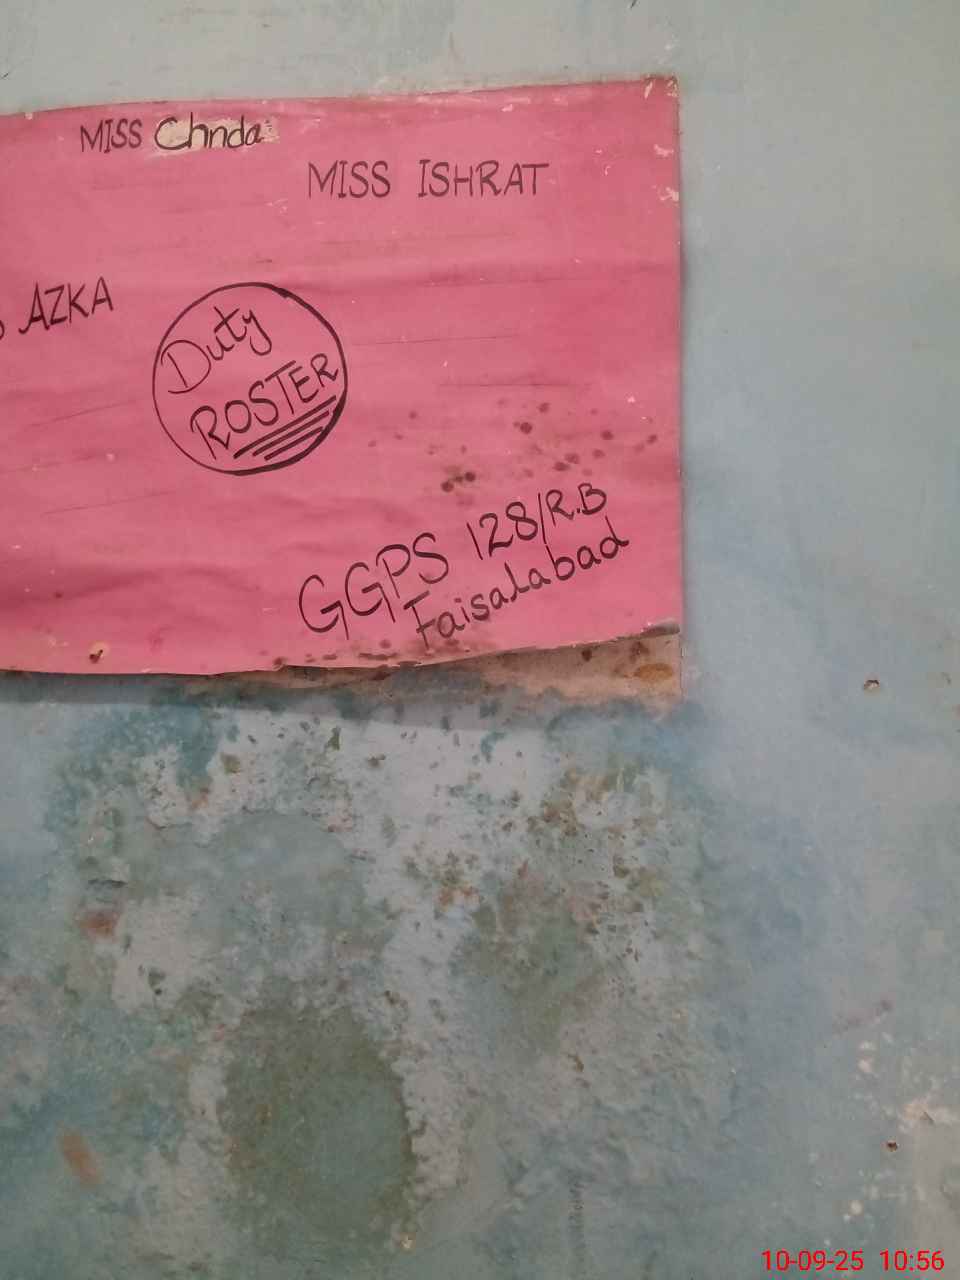 MISS Chnda
MISS ISHRAT
AZKA
Duty
ROSTER
GGPS 128/R.B
Faisalabad
10-09-25 10:56